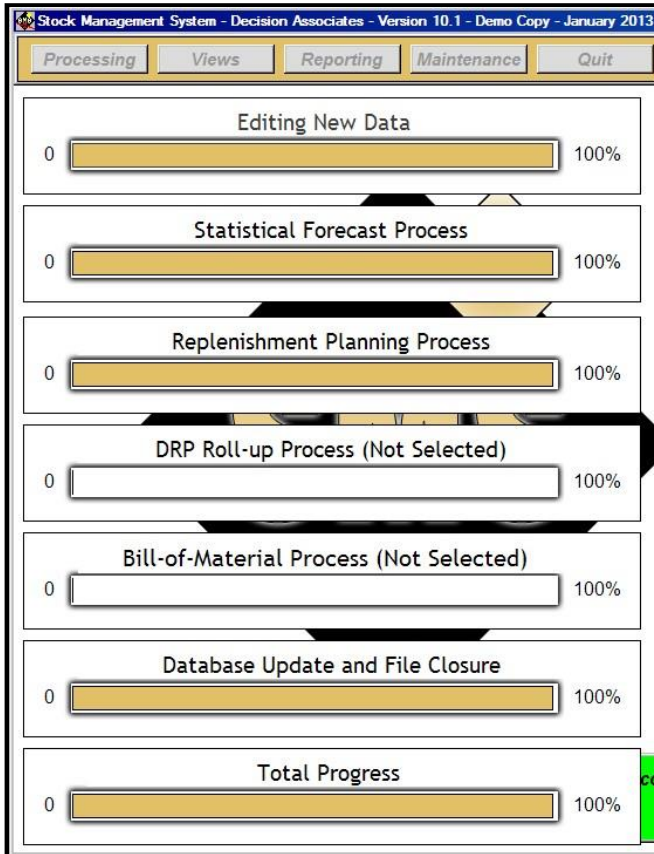 Stock Management System - Decision Associates - Version 10.1 - Demo Copy - January 2013
Processing Views Reporting Maintenance Quit
Editing New Data
0 100%
Statistical Forecast Process
0 100%
Replenishment Planning Process
0 100%
DRP Roll-up Process (Not Selected)
0 100%
Bill-of-Material Process (Not Selected)
0 100%
Database Update and File Closure
0 100%
Total Progress
0 100%